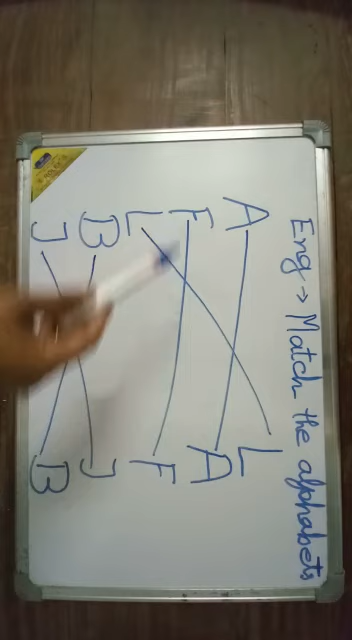 Eng → Match the alphabets
A L
F A
L F
B J
J B